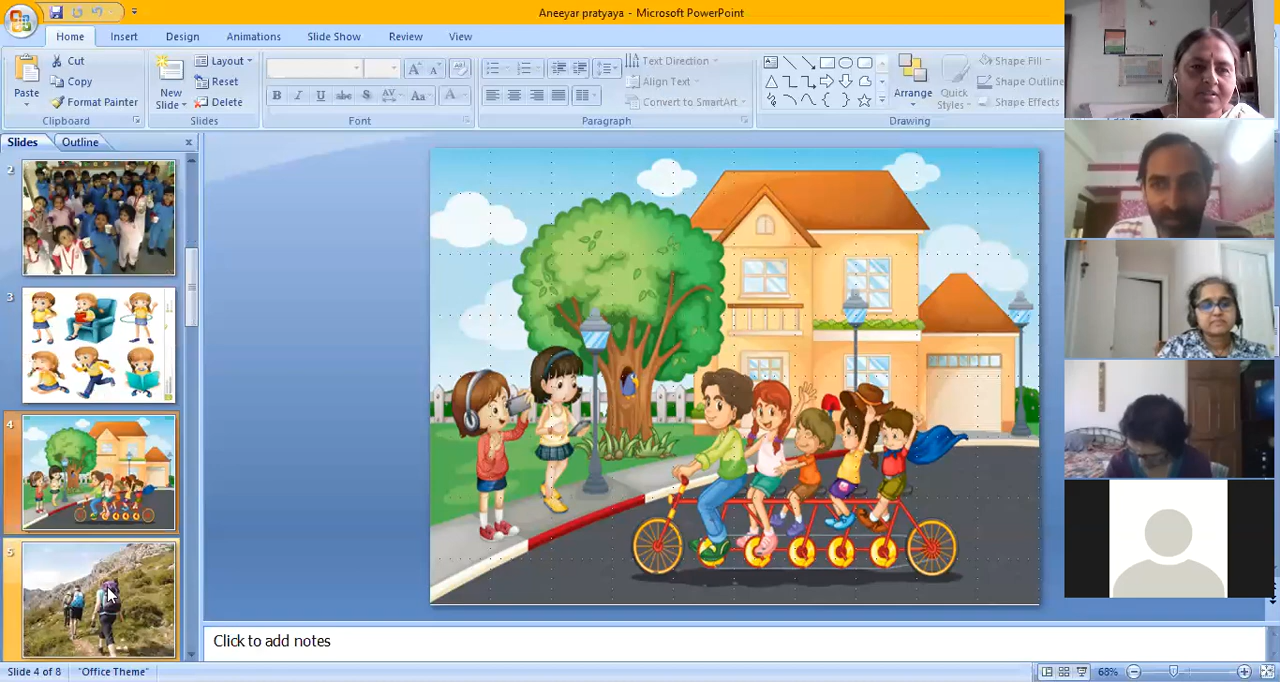 Aneeyar pratyaya - Microsoft PowerPoint
Home Insert Design Animations Slide Show Review View
Paste
Cut
Copy
Format Painter
Clipboard
New Slide
Layout
Reset
Delete
Slides
B I U abc S AV Aa A
Font
Text Direction
Align Text
Convert to SmartArt
Paragraph
Arrange
Quick Styles
Shape Fill
Shape Outline
Shape Effects
Drawing
Slides Outline
2
3
4
5
Click to add notes
Slide 4 of 8 "Office Theme" 68%